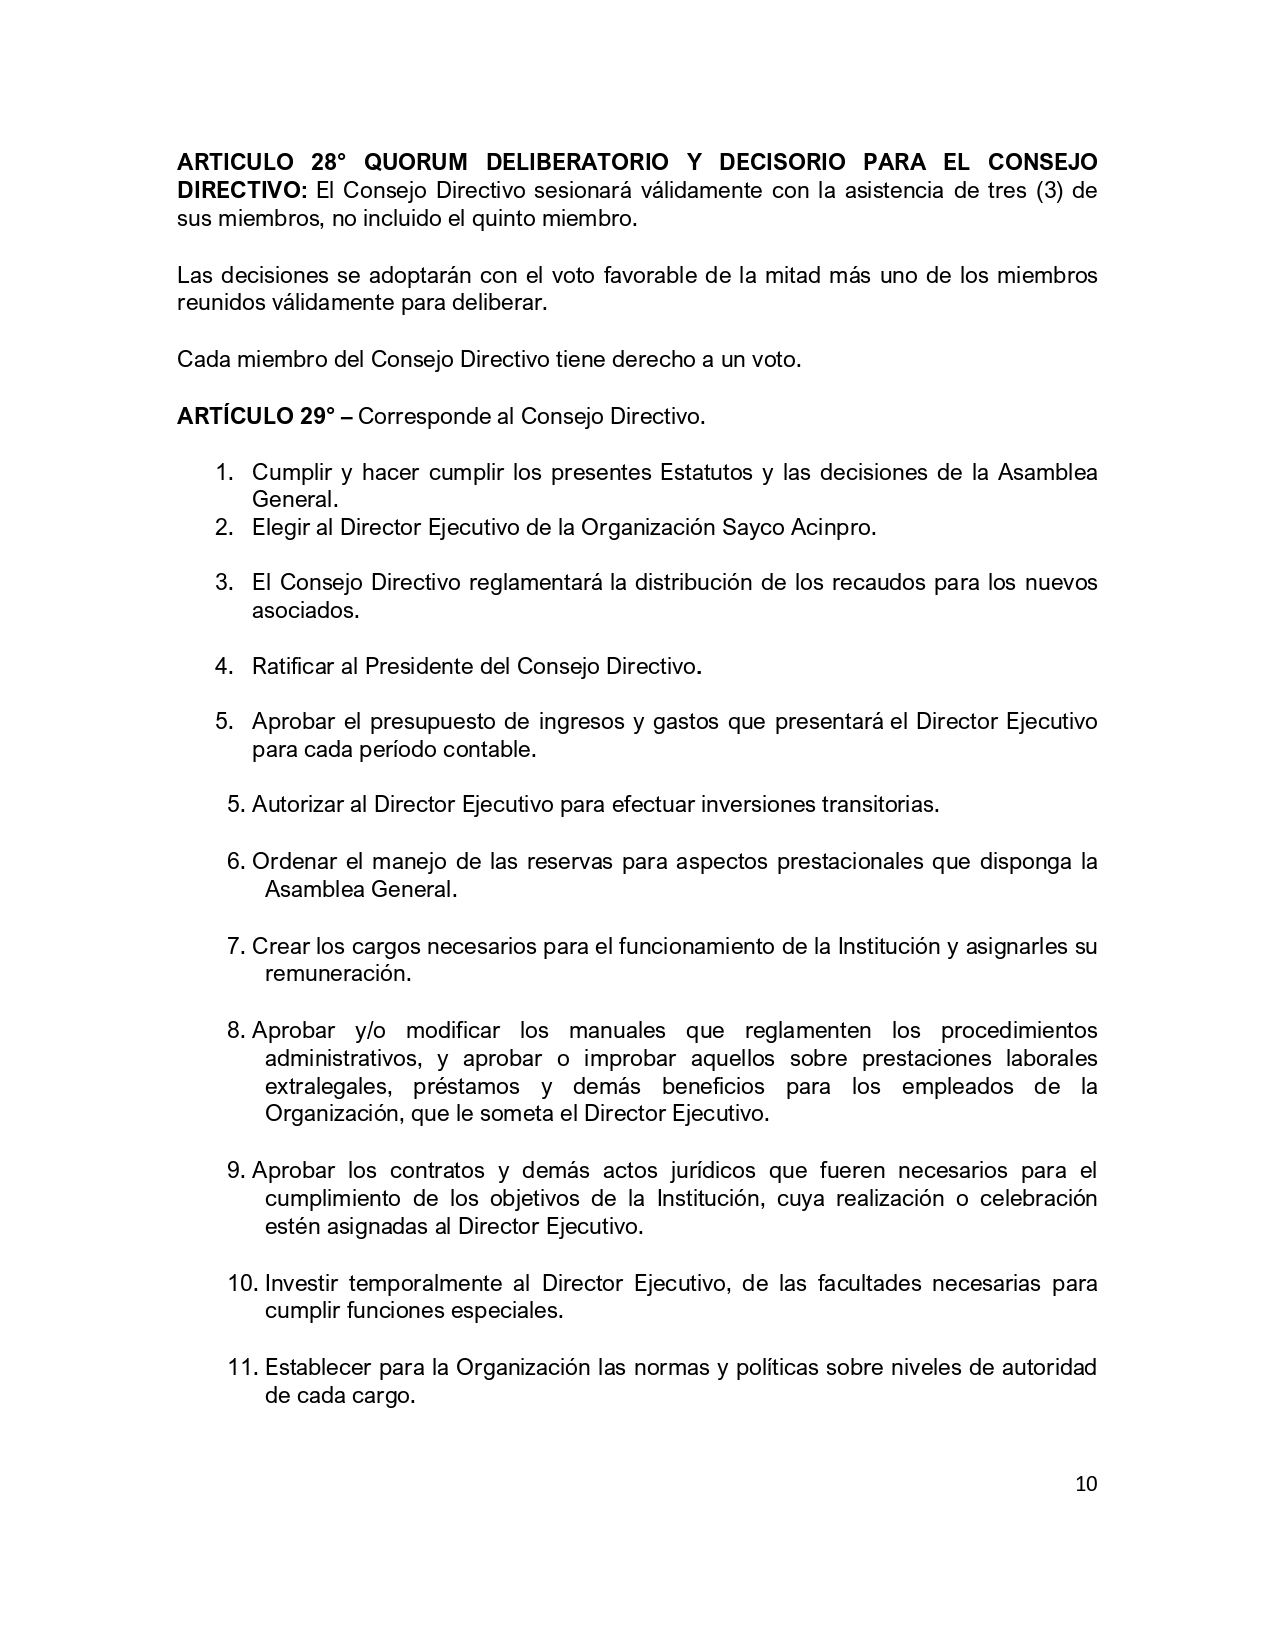 ARTICULO 28° QUORUM DELIBERATORIO Y DECISORIO PARA EL CONSEJO
DIRECTIVO: El Consejo Directivo sesionará válidamente con la asistencia de tres (3) de
sus miembros, no incluido el quinto miembro.
Las decisiones se adoptarán con el voto favorable de la mitad más uno de los miembros
reunidos válidamente para deliberar.
Cada miembro del Consejo Directivo tiene derecho a un voto.
ARTÍCULO 29° – Corresponde al Consejo Directivo.
1. Cumplir y hacer cumplir los presentes Estatutos y las decisiones de la Asamblea
General.
2. Elegir al Director Ejecutivo de la Organización Sayco Acinpro.
3. El Consejo Directivo reglamentará la distribución de los recaudos para los nuevos
asociados.
4. Ratificar al Presidente del Consejo Directivo.
5. Aprobar el presupuesto de ingresos y gastos que presentará el Director Ejecutivo
para cada período contable.
5. Autorizar al Director Ejecutivo para efectuar inversiones transitorias.
6. Ordenar el manejo de las reservas para aspectos prestacionales que disponga la
Asamblea General.
7. Crear los cargos necesarios para el funcionamiento de la Institución y asignarles su
remuneración.
8. Aprobar y/o modificar los manuales que reglamenten los procedimientos
administrativos, y aprobar o improbar aquellos sobre prestaciones laborales
extralegales, préstamos y demás beneficios para los empleados de la
Organización, que le someta el Director Ejecutivo.
9. Aprobar los contratos y demás actos jurídicos que fueren necesarios para el
cumplimiento de los objetivos de la Institución, cuya realización o celebración
estén asignadas al Director Ejecutivo.
10. Investir temporalmente al Director Ejecutivo, de las facultades necesarias para
cumplir funciones especiales.
11. Establecer para la Organización las normas y políticas sobre niveles de autoridad
de cada cargo.
10